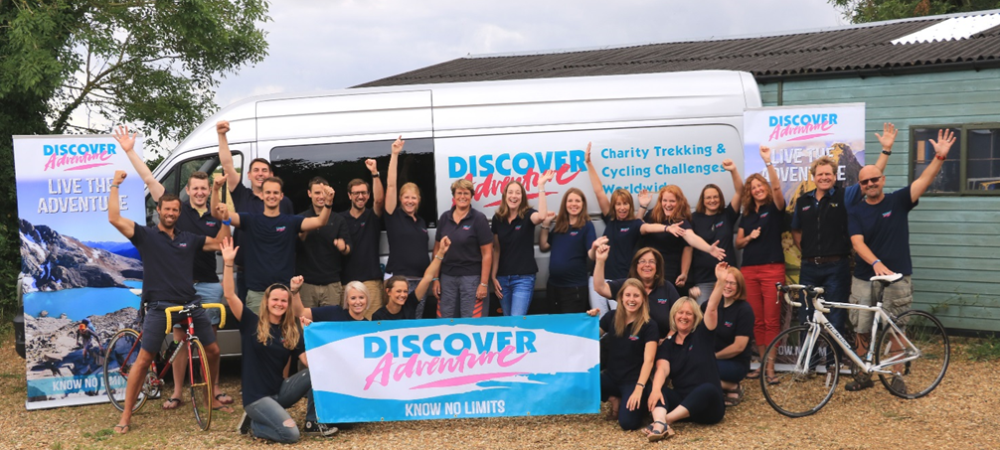 DISCOVER
Adventure
LIVE THE
ADVENTURE
KNOW NO LIMITS
DISCOVER
Adventure
Charity Trekking &
Cycling Challenges
Worldwide
DISCOVER
Adventure
LIVE THE
DISCOVER
Adventure
KNOW NO LIMITS